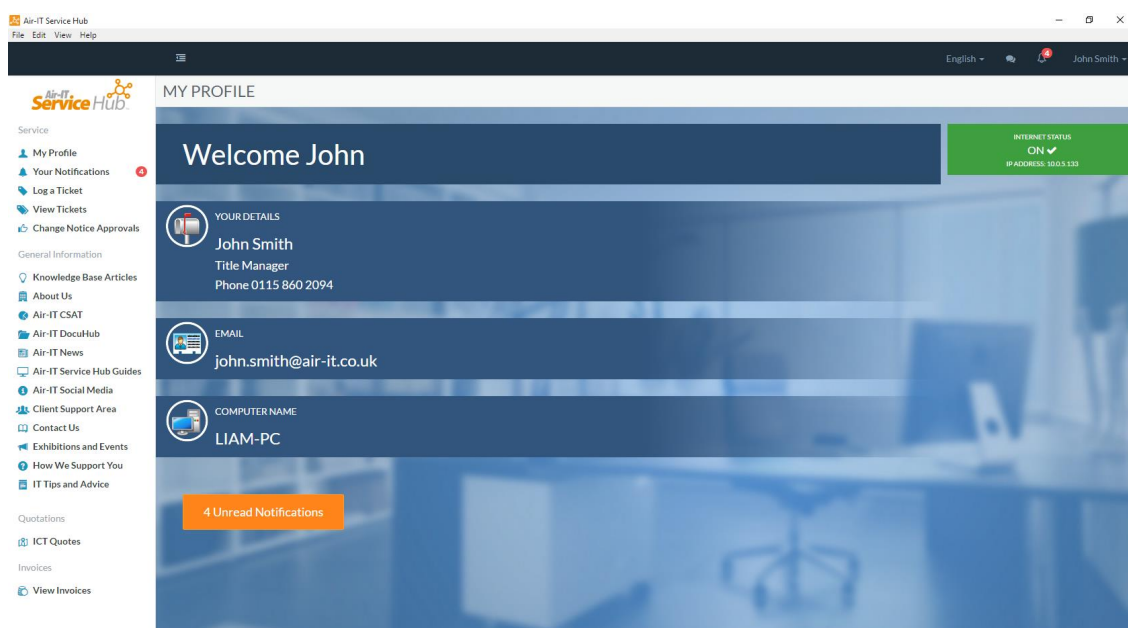 Air-IT Service Hub
File Edit View Help
English
4
John Smith
Air-IT
Service Hub
MY PROFILE
Service
My Profile
Your Notifications 4
Log a Ticket
View Tickets
Change Notice Approvals
General Information
Knowledge Base Articles
About Us
Air-IT CSAT
Air-IT DocuHub
Air-IT News
Air-IT Service Hub Guides
Air-IT Social Media
Client Support Area
Contact Us
Exhibitions and Events
How We Support You
IT Tips and Advice
Quotations
ICT Quotes
Invoices
View Invoices
Welcome John
INTERNET STATUS
ON
IP ADDRESS: 10.0.5.133
YOUR DETAILS
John Smith
Title Manager
Phone 0115 860 2094
EMAIL
john.smith@air-it.co.uk
COMPUTER NAME
LIAM-PC
4 Unread Notifications